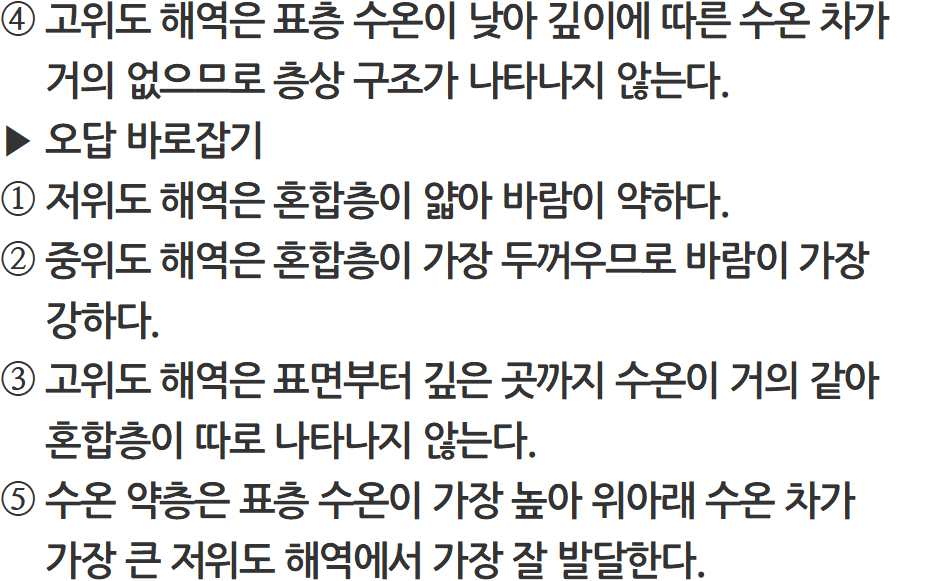 ④ 고위도 해역은 표층 수온이 낮아 깊이에 따른 수온 차가
거의 없으므로 층상 구조가 나타나지 않는다.
▶ 오답 바로잡기
① 저위도 해역은 혼합층이 얇아 바람이 약하다.
② 중위도 해역은 혼합층이 가장 두꺼우므로 바람이 가장
강하다.
③ 고위도 해역은 표면부터 깊은 곳까지 수온이 거의 같아
혼합층이 따로 나타나지 않는다.
⑤ 수온 약층은 표층 수온이 가장 높아 위아래 수온 차가
가장 큰 저위도 해역에서 가장 잘 발달한다.